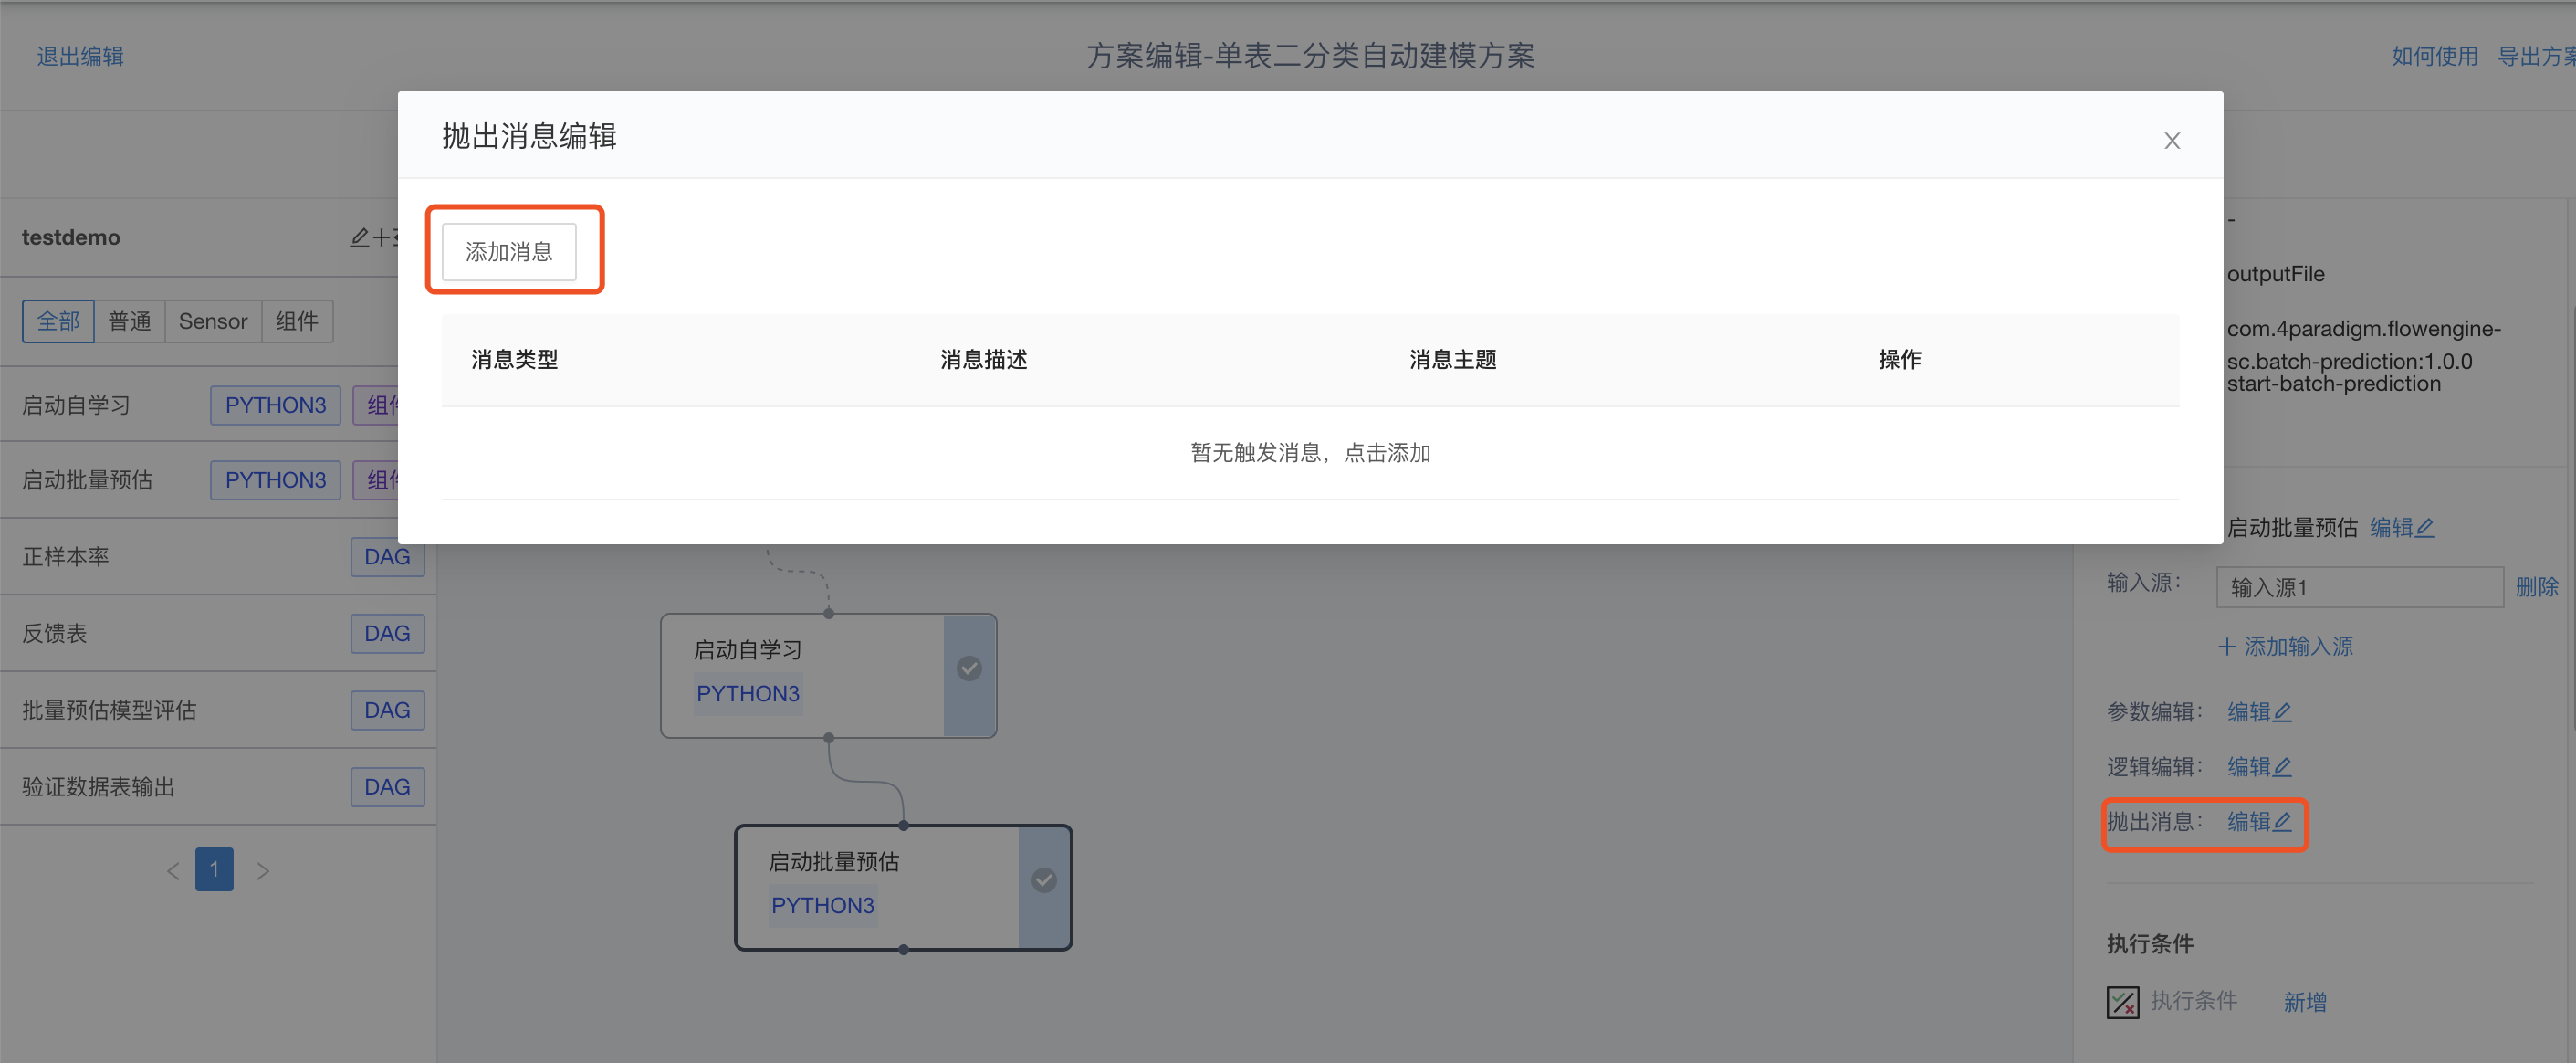 退出编辑
方案编辑-单表二分类自动建模方案
如何使用 导出方案
抛出消息编辑
X
添加消息
消息类型 消息描述 消息主题 操作
暂无触发消息，点击添加
testdemo
全部 普通 Sensor 组件
启动自学习 PYTHON3 组件
启动批量预估 PYTHON3 组件
正样本率 DAG
反馈表 DAG
批量预估模型评估 DAG
验证数据表输出 DAG
< 1 >
启动自学习
PYTHON3
启动批量预估
PYTHON3
-
outputFile
com.4paradigm.flowengine-
sc.batch-prediction:1.0.0
start-batch-prediction
启动批量预估 编辑
输入源： 输入源1 删除
+ 添加输入源
参数编辑： 编辑
逻辑编辑： 编辑
抛出消息： 编辑
执行条件
执行条件 新增